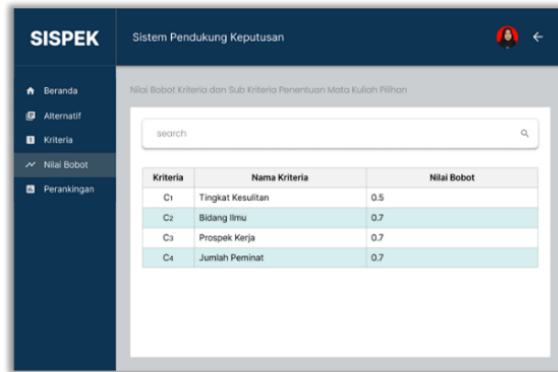 SISPEK
Sistem Pendukung Keputusan
Beranda
Alternatif
Kriteria
Nilai Bobot
Perankingan
Nilai Bobot Kriteria dan Sub Kriteria Penentuan Mata Kuliah Pilihan
search
Kriteria Nama Kriteria Nilai Bobot
C1 Tingkat Kesulitan 0.5
C2 Bidang Ilmu 0.7
C3 Prospek Kerja 0.7
C4 Jumlah Peminat 0.7